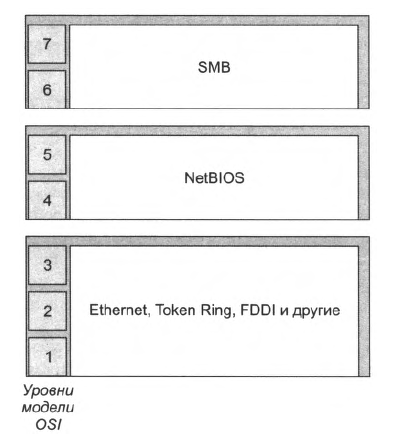 7
SMB
6
5
NetBIOS
4
3
2
Ethernet, Token Ring, FDDI и другие
1
Уровни
модели
OSI